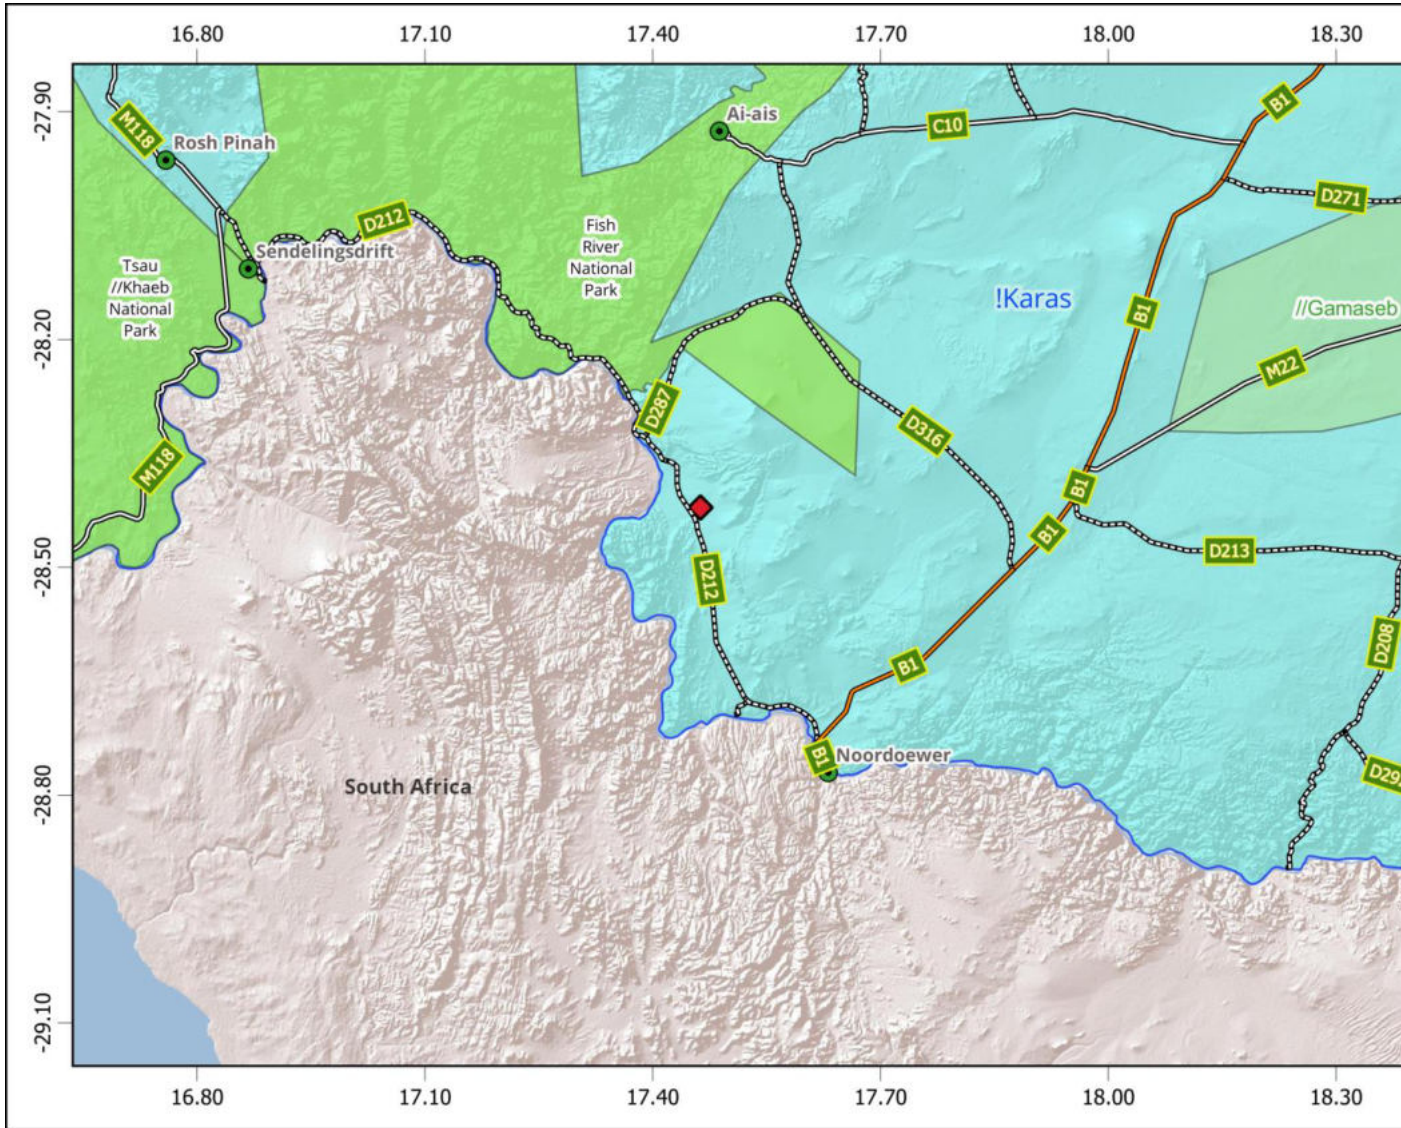 16.80
17.10
17.40
17.70
18.00
18.30
-27.90
-28.20
-28.50
-28.80
-29.10
M118
Rosh Pinah
Ai-ais
C10
B1
D271
D212
Sendelingsdrift
Tsau
//Khaeb
National
Park
Fish
River
National
Park
!Karas
//Gamaseb
B1
M22
D287
D316
M118
B1
B1
D213
D212
D208
B1
B1
Noordoewer
D29
South Africa
16.80
17.10
17.40
17.70
18.00
18.30